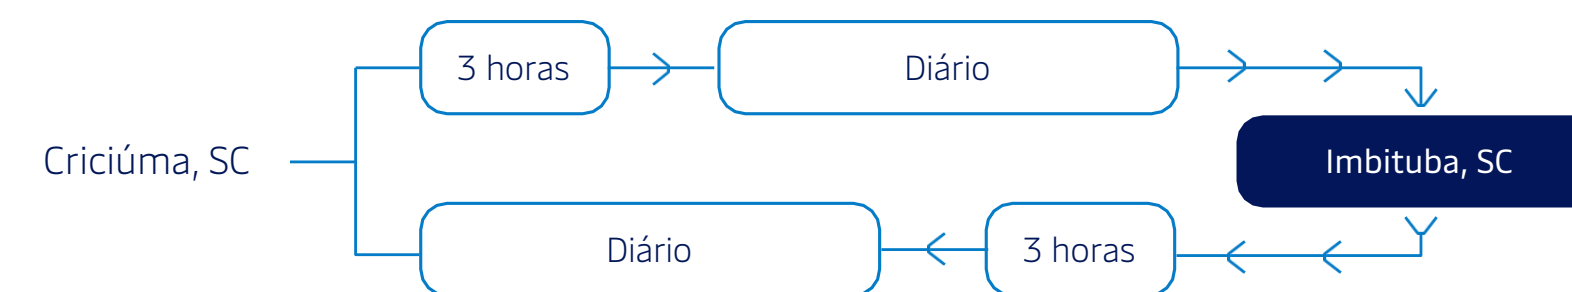 3 horas
Diário
Criciúma, SC
Imbituba, SC
Diário
3 horas